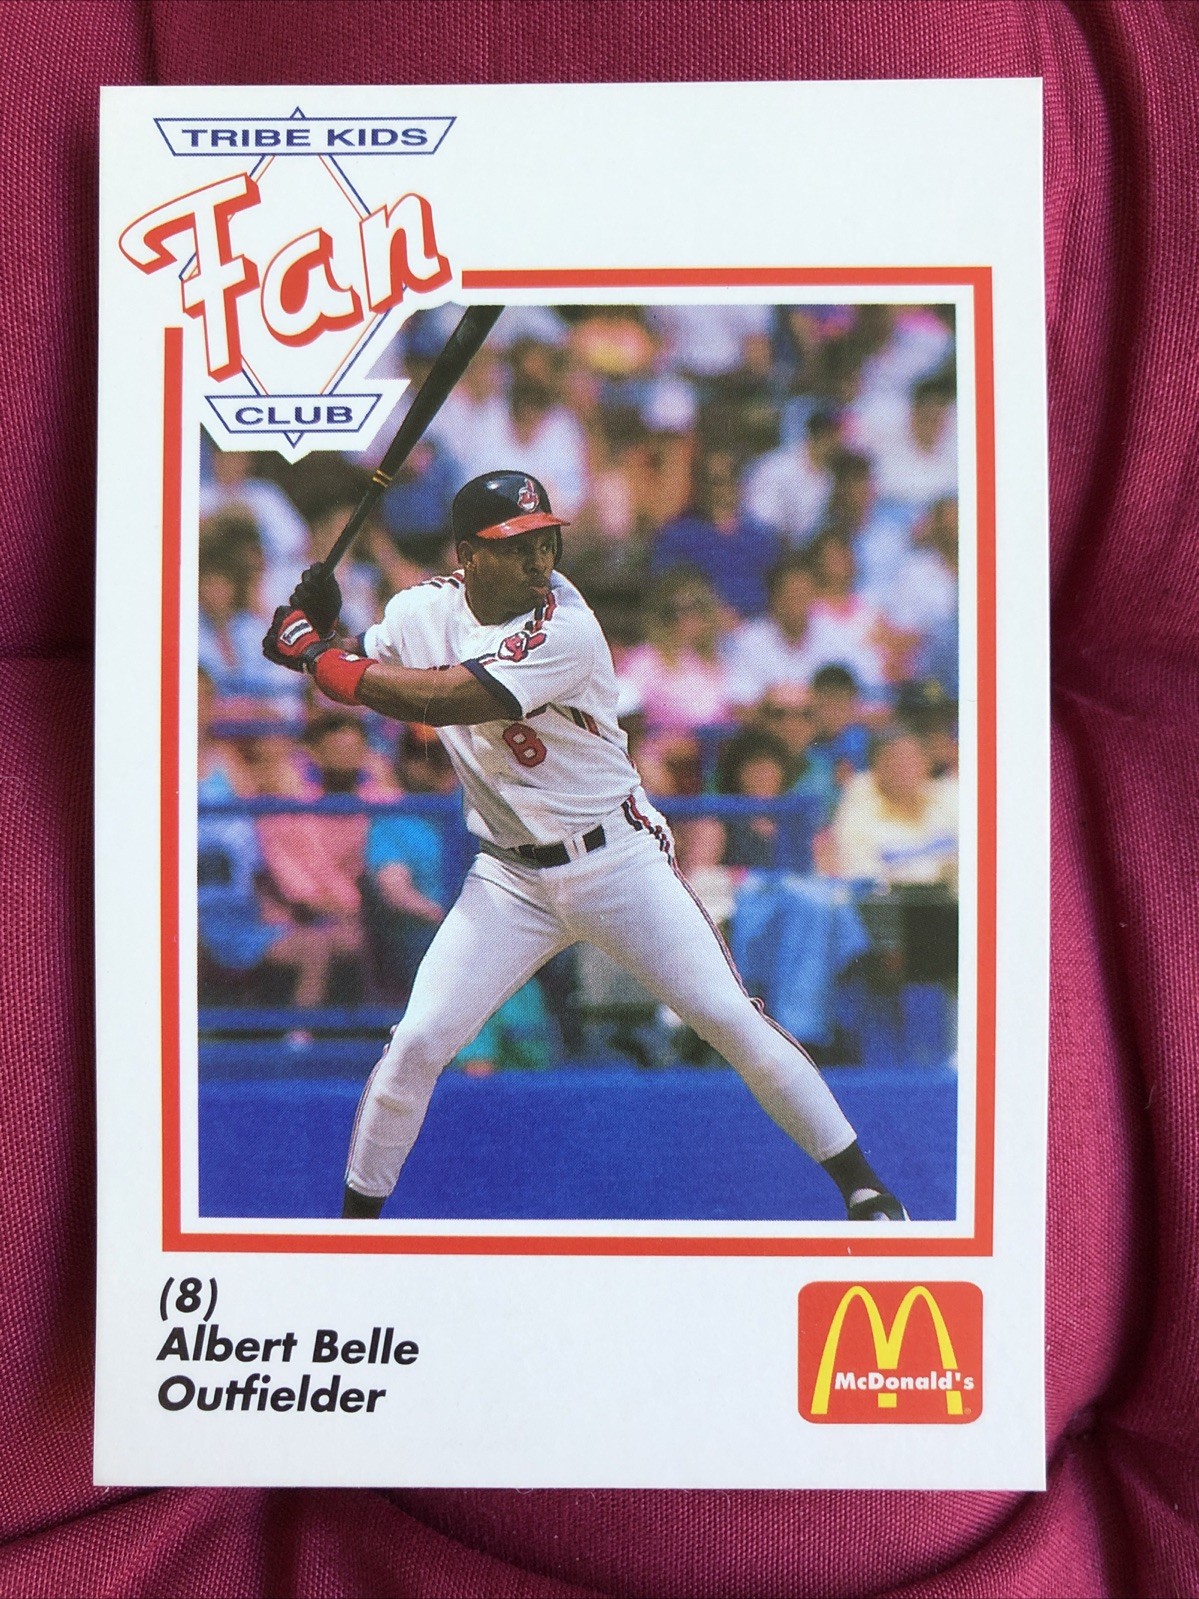 TRIBE KIDS
Fan
CLUB
8
(8)
Albert Belle
Outfielder
McDonald's